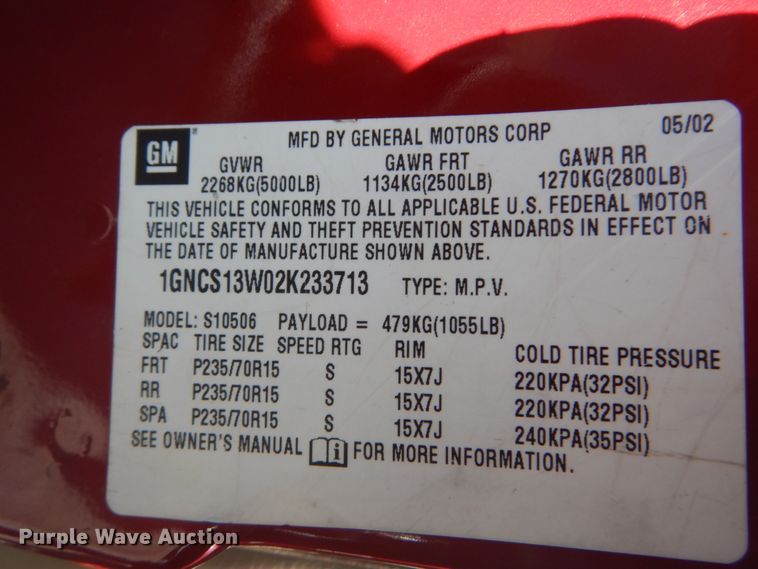 GM
MFD BY GENERAL MOTORS CORP 05/02
GVWR GAWR FRT GAWR RR
2268KG(5000LB) 1134KG(2500LB) 1270KG(2800LB)
THIS VEHICLE CONFORMS TO ALL APPLICABLE U.S. FEDERAL MOTOR
VEHICLE SAFETY AND THEFT PREVENTION STANDARDS IN EFFECT ON
THE DATE OF MANUFACTURE SHOWN ABOVE.
1GNCS13W02K233713 TYPE: M.P.V.
MODEL: S10506 PAYLOAD = 479KG(1055LB)
SPAC TIRE SIZE SPEED RTG RIM COLD TIRE PRESSURE
FRT P235/70R15 S 15X7J 220KPA(32PSI)
RR P235/70R15 S 15X7J 220KPA(32PSI)
SPA P235/70R15 S 15X7J 240KPA(35PSI)
SEE OWNER'S MANUAL i FOR MORE INFORMATION.
Purple Wave Auction